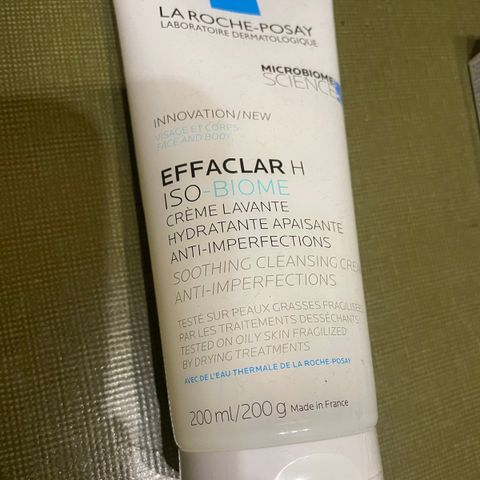 LA ROCHE-POSAY
LABORATOIRE DERMATOLOGIQUE
MICROBIOME
SCIENCE
INNOVATION/NEW
VISAGE ET CORPS
FACE AND BODY
EFFACLAR H
ISO-BIOME
CRÈME LAVANTE
HYDRATANTE APAISANTE
ANTI-IMPERFECTIONS
SOOTHING CLEANSING CRE
ANTI-IMPERFECTIONS
TESTÉ SUR PEAUX GRASSES FRAGILISÉES
PAR LES TRAITEMENTS DESSÉCHANTS
TESTED ON OILY SKIN FRAGILIZED
BY DRYING TREATMENTS
AVEC DE L'EAU THERMALE DE LA ROCHE-POSAY
200 ml/200 g Made in France